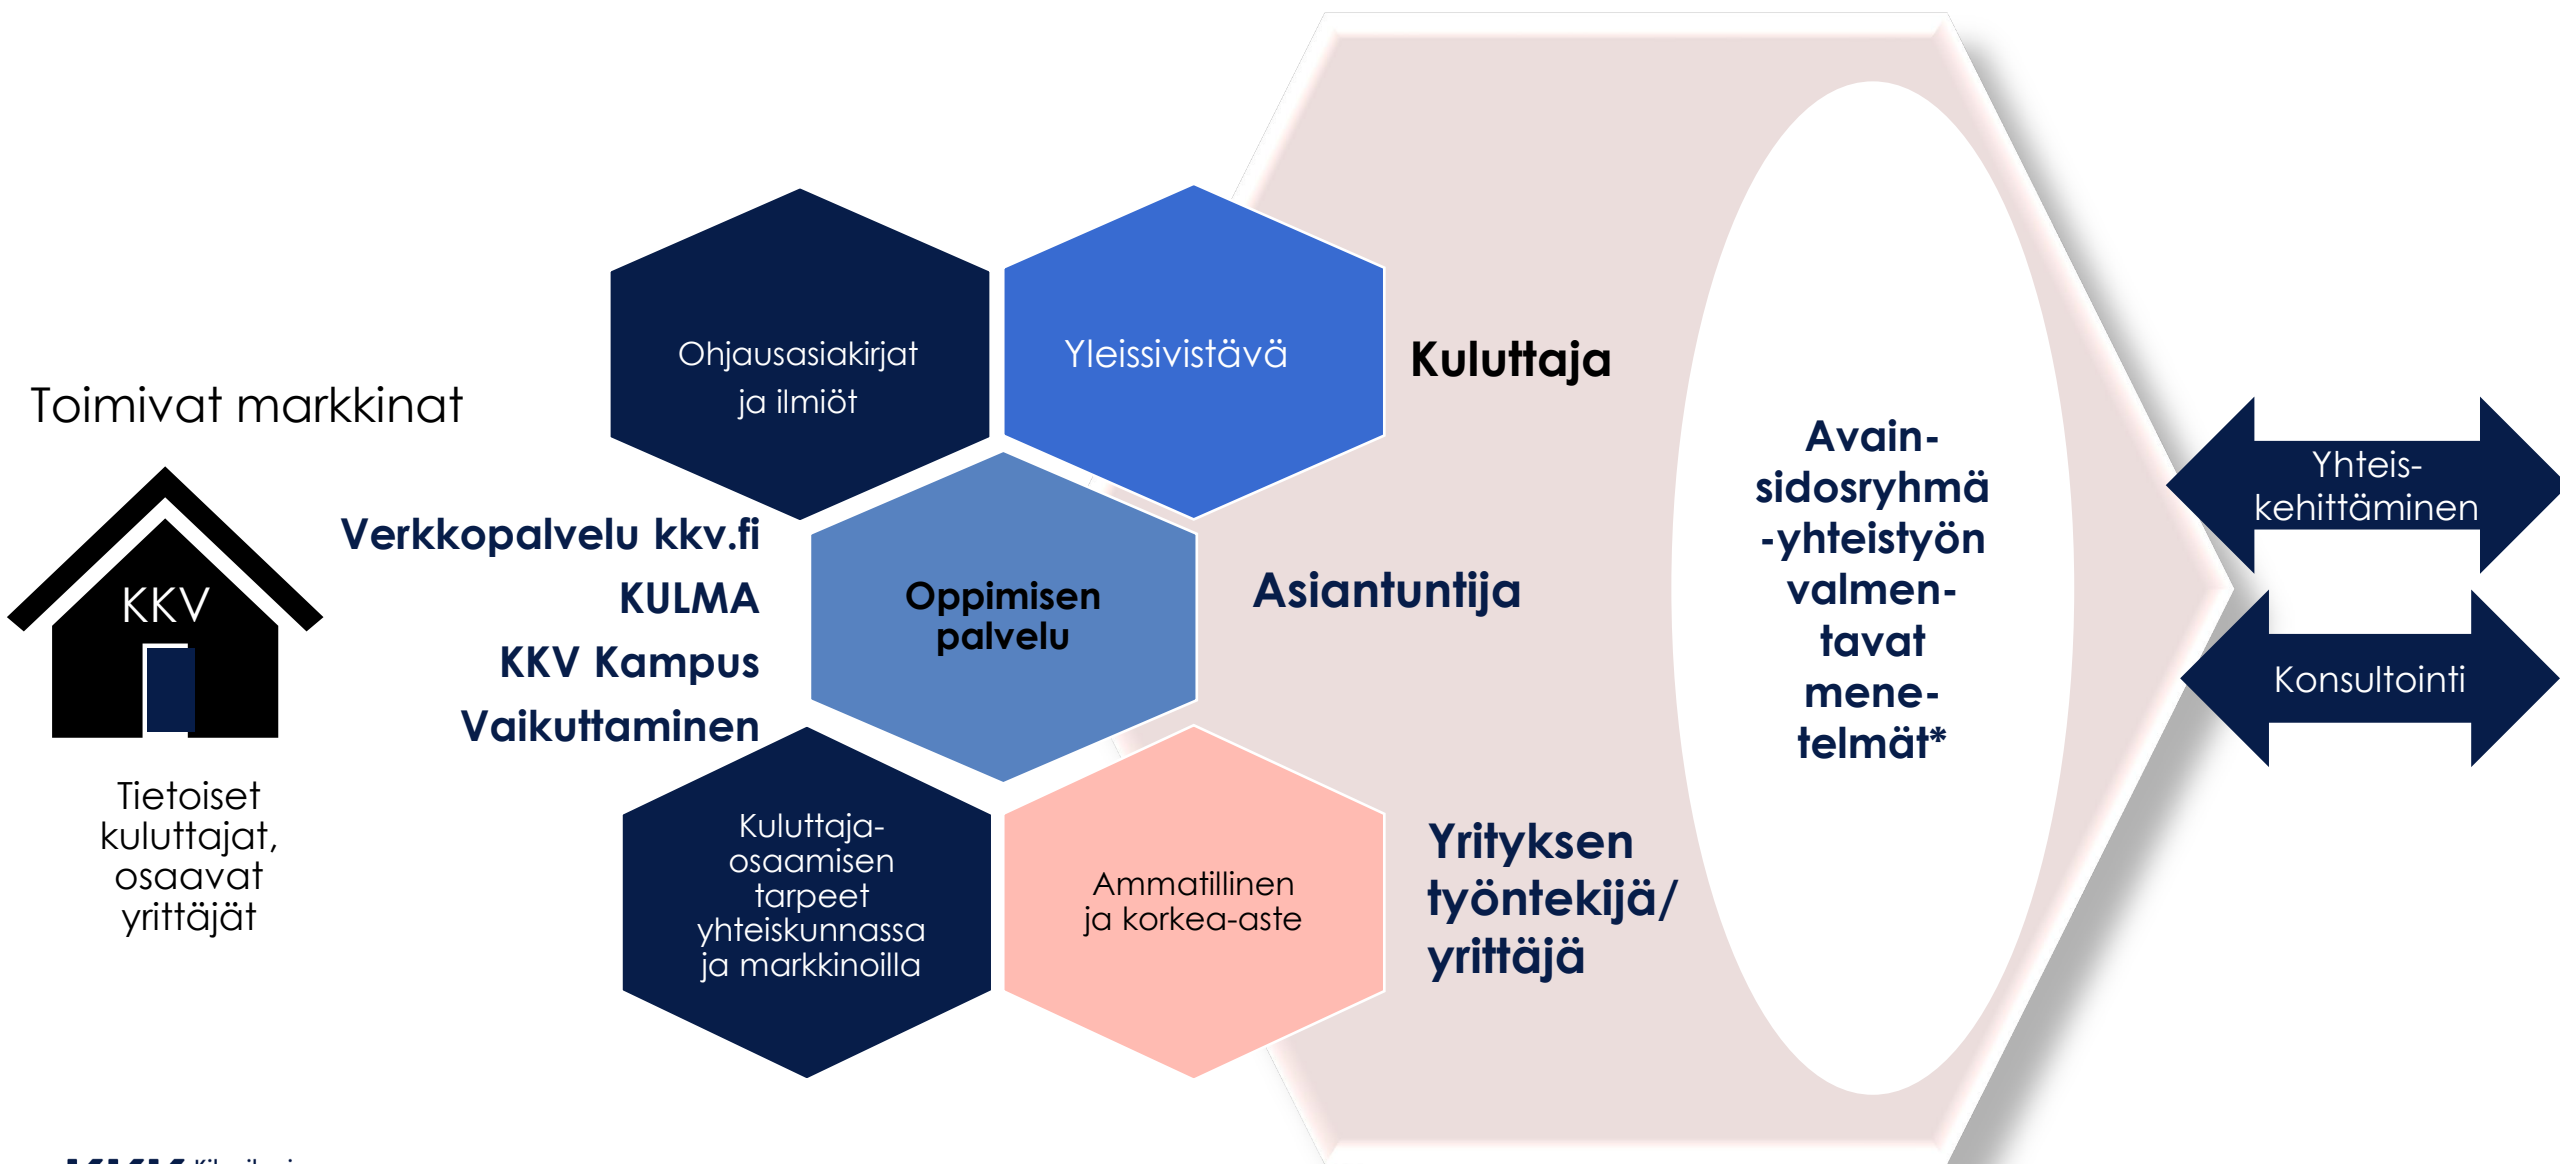 Toimivat markkinat
KKV
Tietoiset
kuluttajat,
osaavat
yrittäjät
Verkkopalvelu kkv.fi
KULMA
KKV Kampus
Vaikuttaminen
Ohjausasiakirjat
ja ilmiöt
Yleissivistävä
Oppimisen
palvelu
Kuluttaja-
osaamisen
tarpeet
yhteiskunnassa
ja markkinoilla
Ammatillinen
ja korkea-aste
Kuluttaja
Asiantuntija
Yrityksen
työntekijä/
yrittäjä
Avain-
sidosryhmä
-yhteistyön
valmen-
tavat
mene-
telmät*
Yhteis-
kehittäminen
Konsultointi